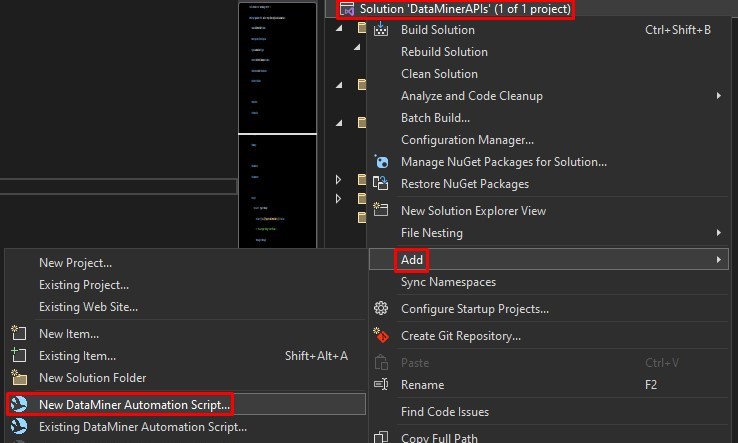 Solution 'DataMinerAPIs' (1 of 1 project)
Build Solution Ctrl+Shift+B
Rebuild Solution
Clean Solution
Analyze and Code Cleanup
Batch Build...
Configuration Manager...
Manage NuGet Packages for Solution...
Restore NuGet Packages
New Solution Explorer View
File Nesting
Add
Sync Namespaces
Configure Startup Projects...
Create Git Repository...
Paste Ctrl+V
Rename F2
Find Code Issues
Copy Full Path
New Project...
Existing Project...
Existing Web Site...
New Item...
Existing Item... Shift+Alt+A
New Solution Folder
New DataMiner Automation Script...
Existing DataMiner Automation Script...